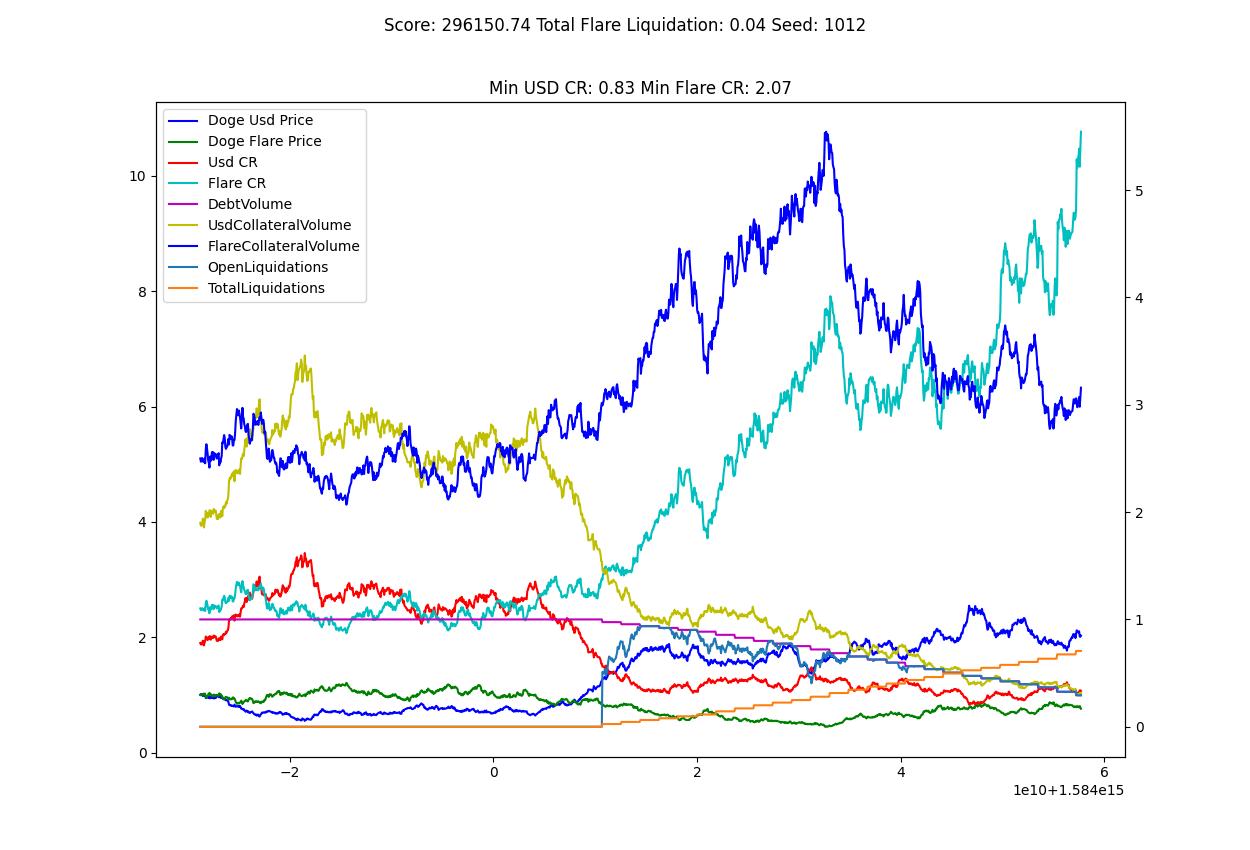 Score: 296150.74 Total Flare Liquidation: 0.04 Seed: 1012
Min USD CR: 0.83 Min Flare CR: 2.07
Doge Usd Price
Doge Flare Price
Usd CR
Flare CR
DebtVolume
UsdCollateralVolume
FlareCollateralVolume
OpenLiquidations
TotalLiquidations
10
8
6
4
2
0
5
4
3
2
1
0
−2
0
2
4
6
1e10+1.584e15